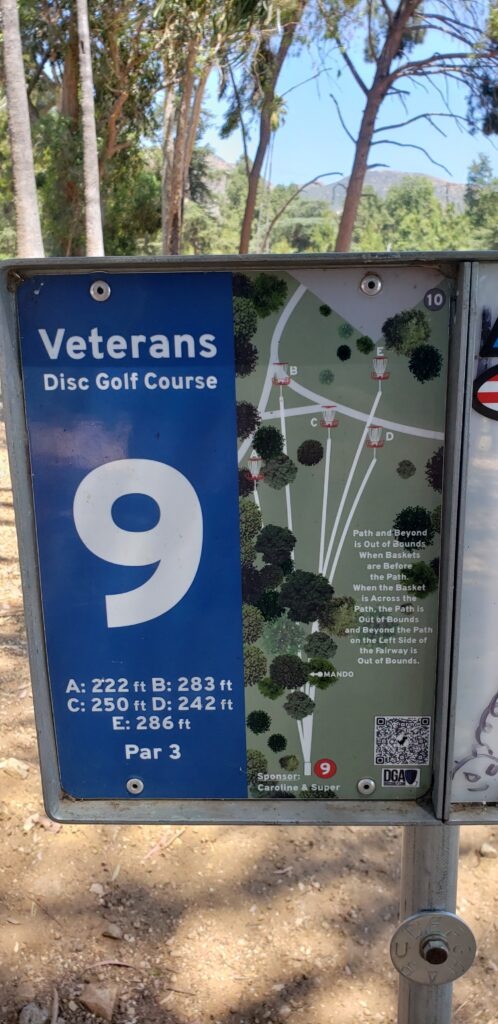 Veterans
Disc Golf Course
9
A: 222 ft B: 283 ft
C: 250 ft D: 242 ft
E: 286 ft
Par 3
10
E
B
C
D
Path and Beyond
is Out of Bounds
When Baskets
are Before
the Path.
When the Basket
is Across the
Path, the Path is
Out of Bounds
and Beyond the Path
on the Left Side of
the Fairway is
Out of Bounds.
MANDO
9
Sponsor:
Caroline & Super
DGA